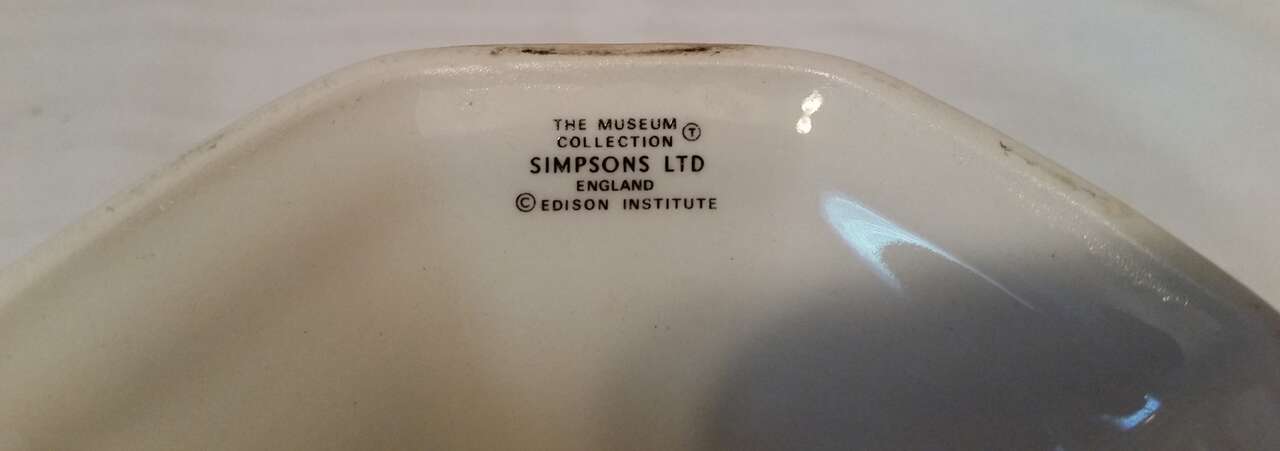 THE MUSEUM
COLLECTION Ⓣ
SIMPSONS LTD
ENGLAND
© EDISON INSTITUTE